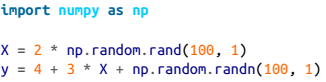 import numpy as np
X = 2 * np.random.rand(100, 1)
y = 4 + 3 * X + np.random.randn(100, 1)